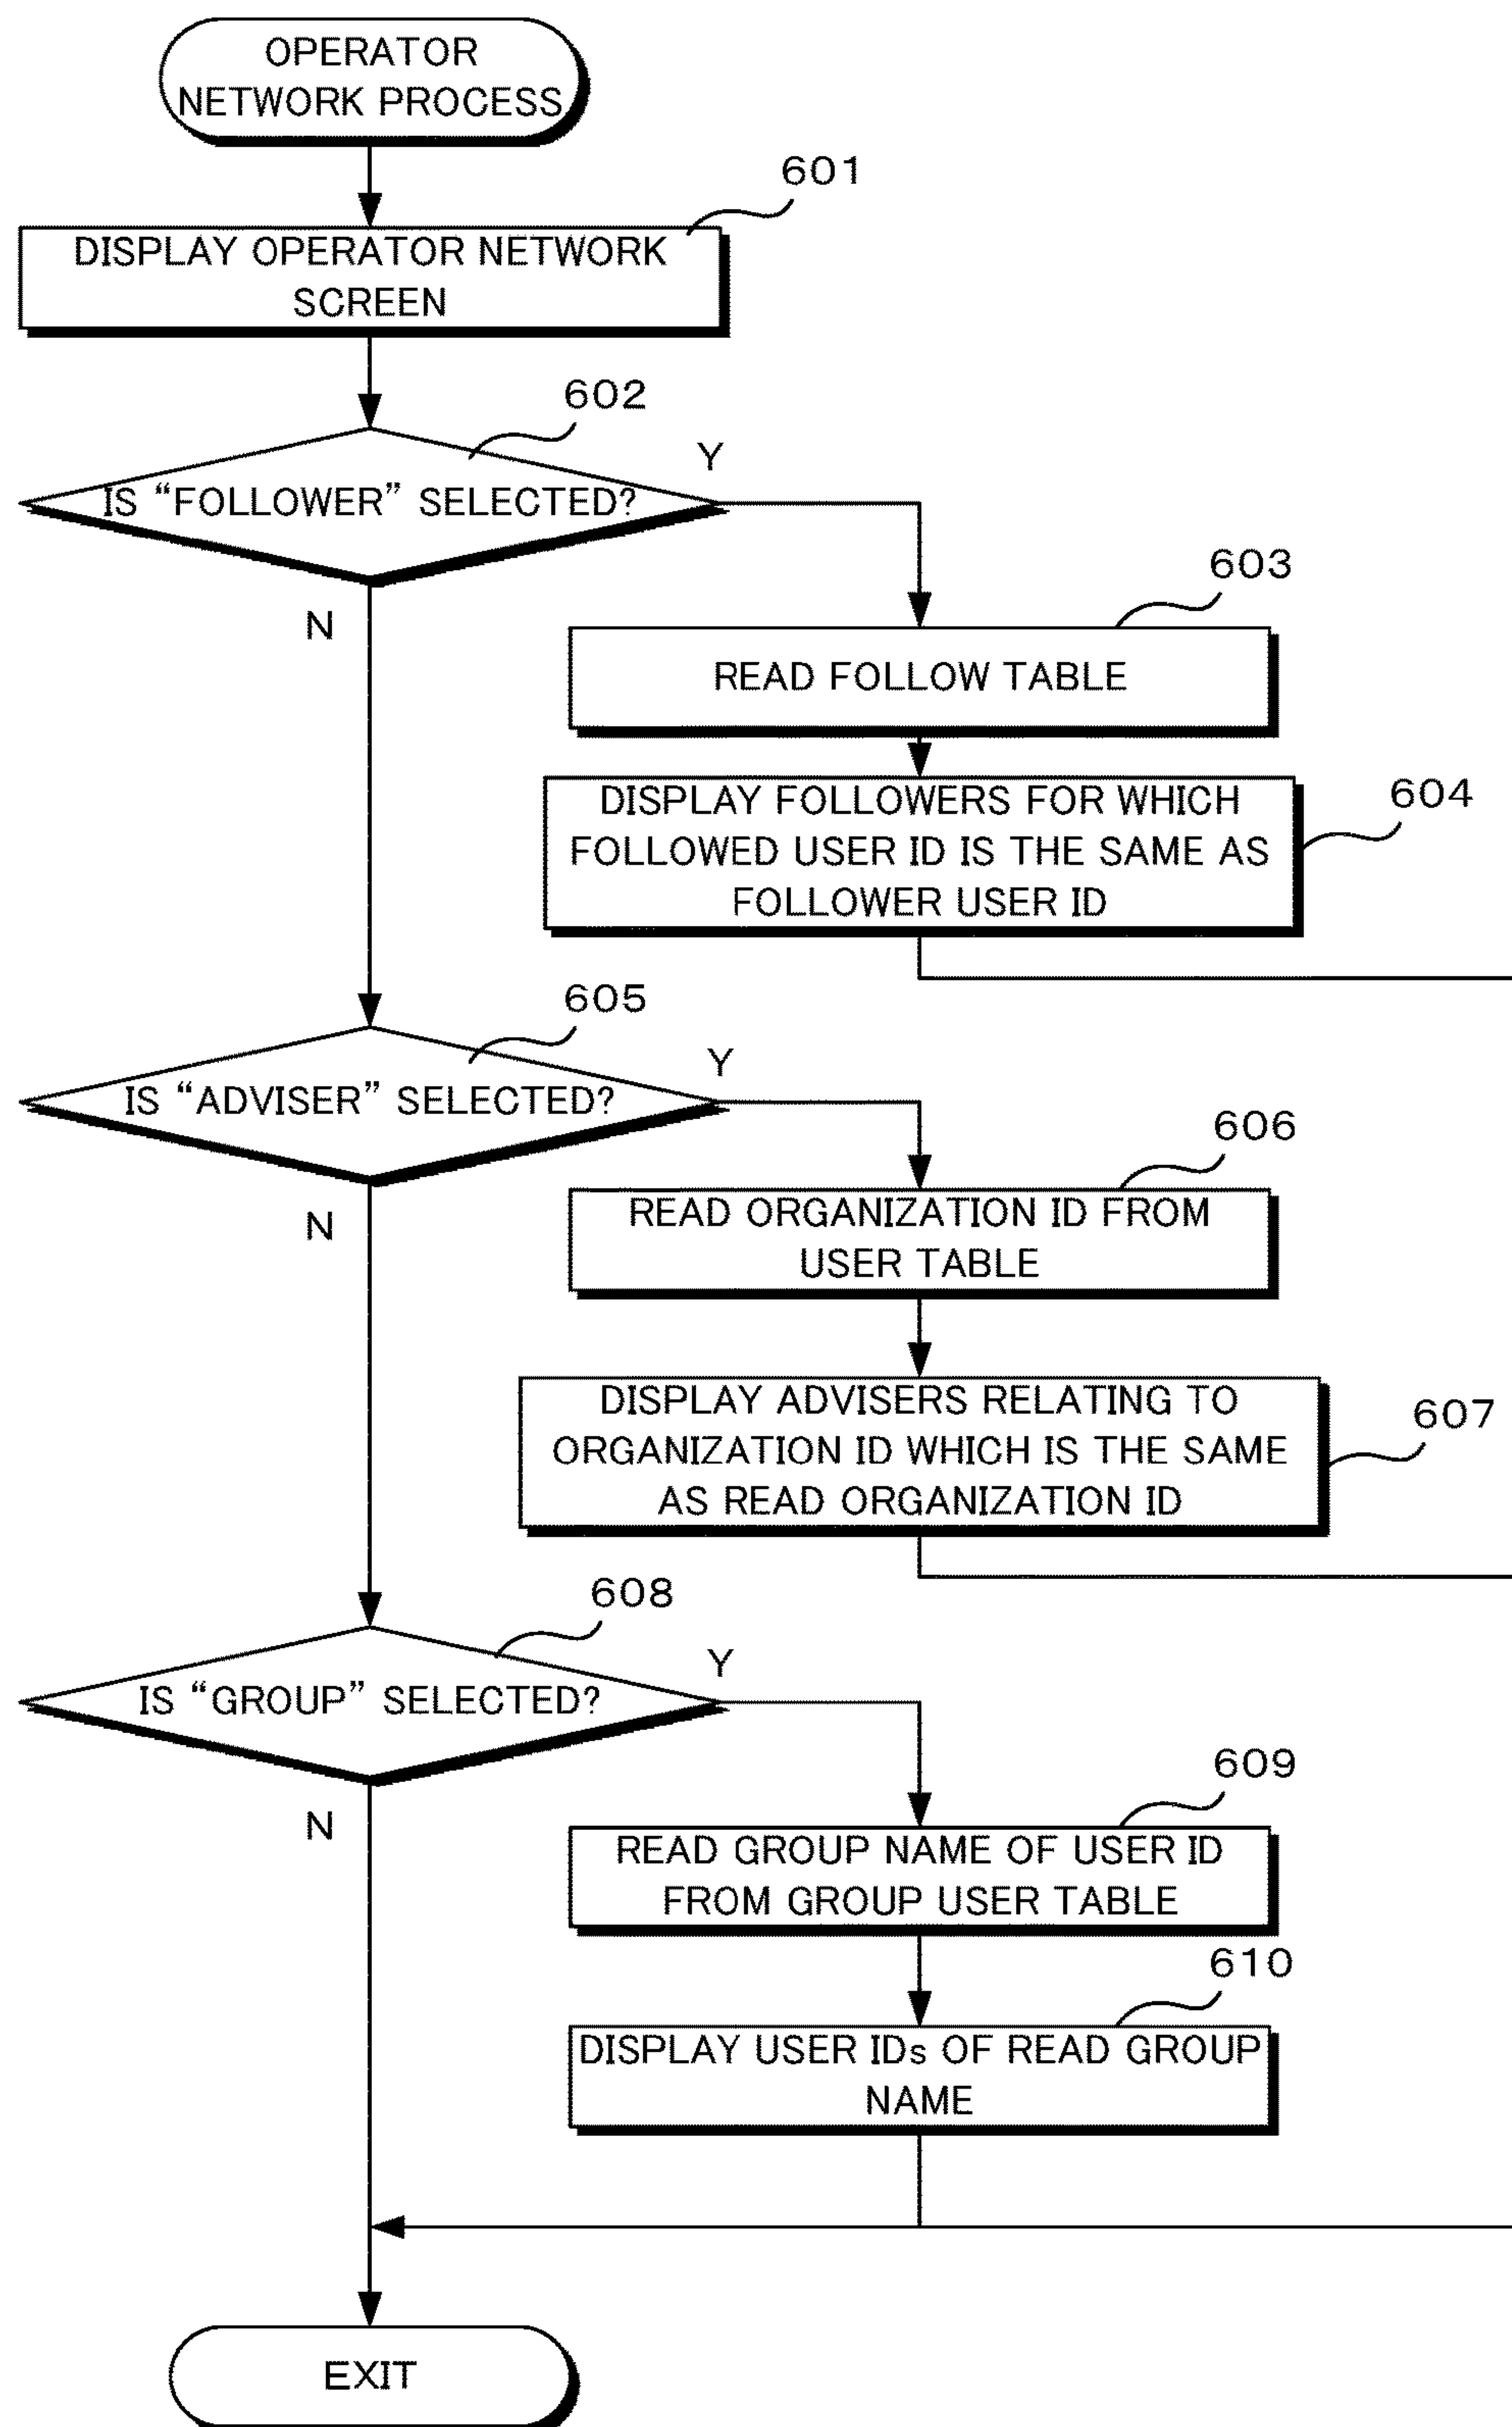 OPERATOR
NETWORK PROCESS
601
DISPLAY OPERATOR NETWORK
SCREEN
602
IS “FOLLOWER” SELECTED?
Y
N
603
READ FOLLOW TABLE
604
DISPLAY FOLLOWERS FOR WHICH
FOLLOWED USER ID IS THE SAME AS
FOLLOWER USER ID
605
IS “ADVISER” SELECTED?
Y
N
606
READ ORGANIZATION ID FROM
USER TABLE
607
DISPLAY ADVISERS RELATING TO
ORGANIZATION ID WHICH IS THE SAME
AS READ ORGANIZATION ID
608
IS “GROUP” SELECTED?
Y
N
609
READ GROUP NAME OF USER ID
FROM GROUP USER TABLE
610
DISPLAY USER IDs OF READ GROUP
NAME
EXIT